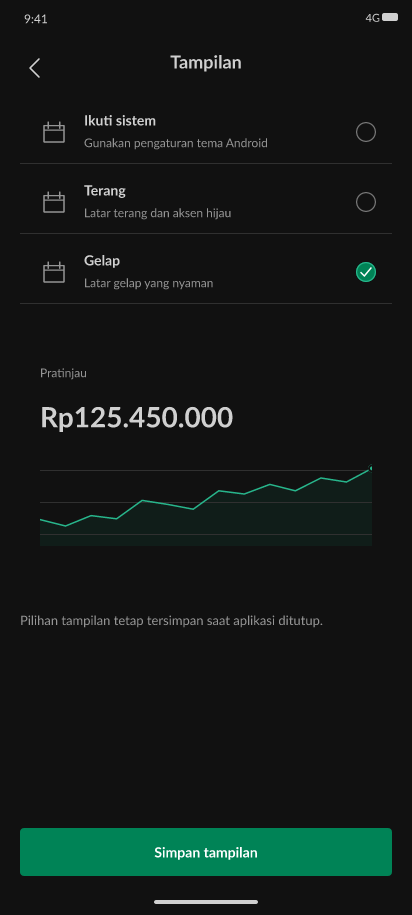 9:41
4G
Tampilan
Ikuti sistem
Gunakan pengaturan tema Android
Terang
Latar terang dan aksen hijau
Gelap
Latar gelap yang nyaman
Pratinjau
Rp125.450.000
Pilihan tampilan tetap tersimpan saat aplikasi ditutup.
Simpan tampilan